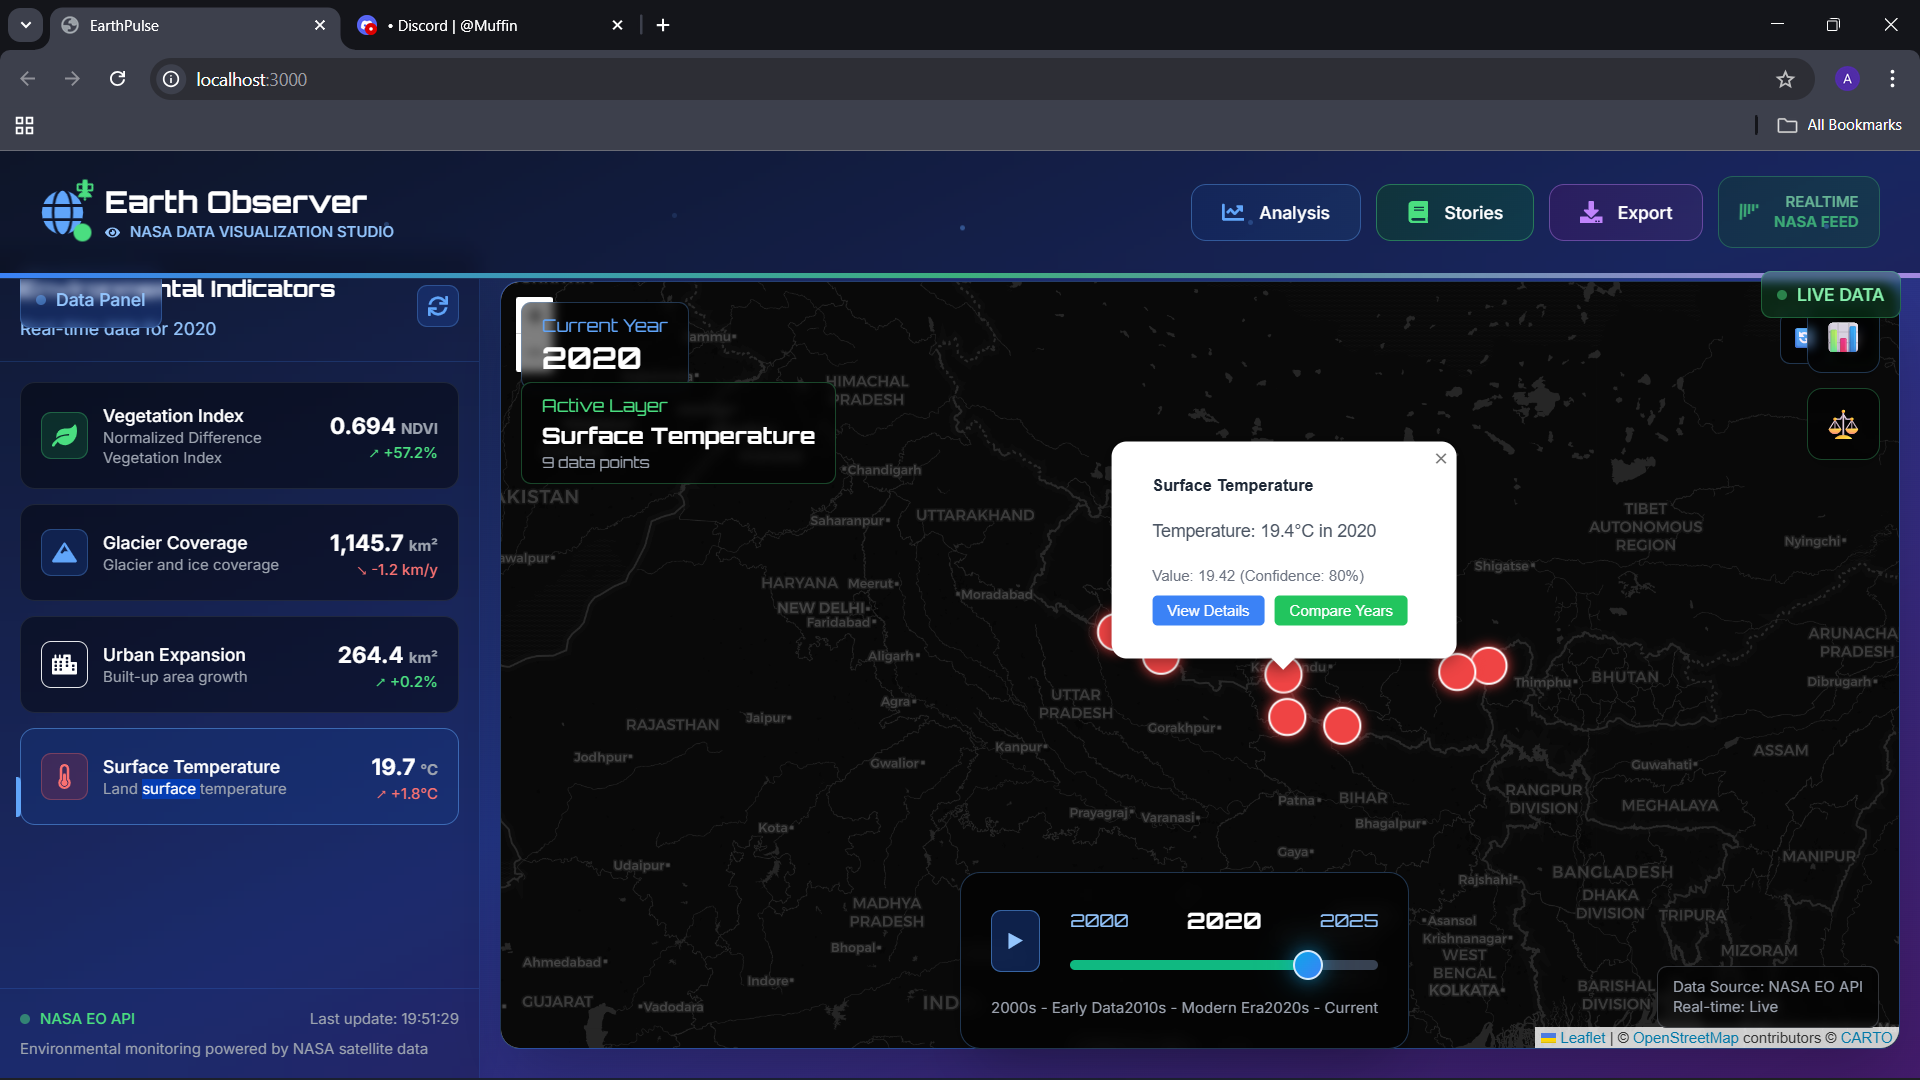 EarthPulse
• Discord | @Muffin
localhost:3000
A
All Bookmarks
Earth Observer
NASA DATA VISUALIZATION STUDIO
Analysis
Stories
Export
REALTIME
NASA FEED
Data Panel
ntal Indicators
Real-time data for 2020
Vegetation Index
Normalized Difference
Vegetation Index
0.694 NDVI
↗ +57.2%
Glacier Coverage
Glacier and ice coverage
1,145.7 km²
↘ -1.2 km/y
Urban Expansion
Built-up area growth
264.4 km²
↗ +0.2%
Surface Temperature
Land surface temperature
19.7 °C
↗ +1.8°C
NASA EO API
Last update: 19:51:29
Environmental monitoring powered by NASA satellite data
Current Year
2020
Active Layer
Surface Temperature
9 data points
LIVE DATA
Surface Temperature
Temperature: 19.4°C in 2020
Value: 19.42 (Confidence: 80%)
View Details
Compare Years
ammu•
HIMACHAL
PRADESH
•Chandigarh
AKISTAN
Saharanpur•
UTTARAKHAND
awalpur•
HARYANA
Meerut•
NEW DELHI•
Faridabad•
•Moradabad
Aligarh•
Agra•
RAJASTHAN
Jaipur•
Jodhpur•
UTTAR
PRADESH
Gorakhpur•
Kanpur•
Gwalior•
TIBET
AUTONOMOUS
REGION
Nyingchi•
Shigatse•
ARUNACHA
PRADESH
Thimphu•
BHUTAN
Dibrugarh•
ASSAM
Guwahati•
RANGPUR
DIVISION
MEGHALAYA
Patna•
BIHAR
Prayagraj•
Varanasi•
Bhagalpur•
Kota•
Gaya•
Udaipur•
Rajshahi•
BANGLADESH
MANIPUR
DHAKA
DIVISION
TRIPURA
MADHYA
PRADESH
Bhopal•
•Asansol
Krishnanagar•
WEST
BENGAL
KOLKATA•
MIZORAM
Ahmedabad•
Indore•
GUJARAT
•Vadodara
IND
BARISHAL
DIVISION
2000
2020
2025
2000s - Early Data2010s - Modern Era2020s - Current
Data Source: NASA EO API
Real-time: Live
Leaflet | © OpenStreetMap contributors © CARTO